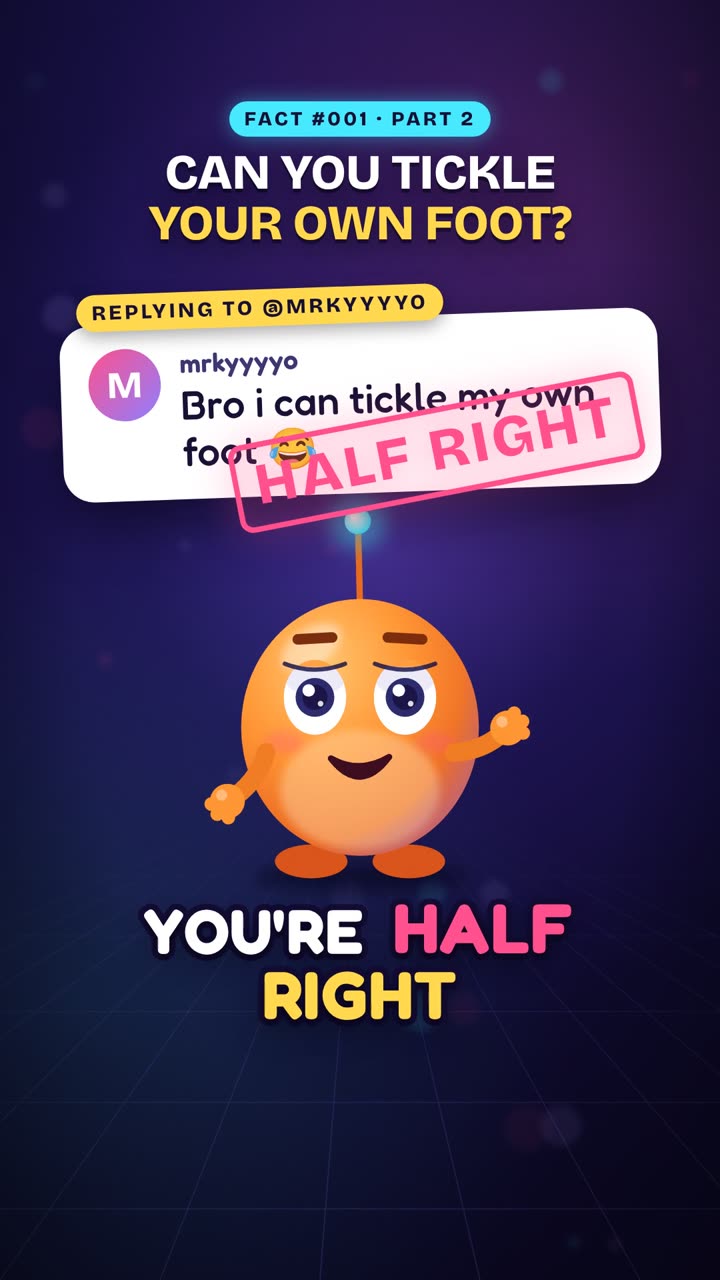 FACT #001 · PART 2
CAN YOU TICKLE
YOUR OWN FOOT?
REPLYING TO @MRKYYYYO
M
mrkyyyyo
Bro i can tickle my own
foot 😂
HALF RIGHT
YOU'RE HALF
RIGHT